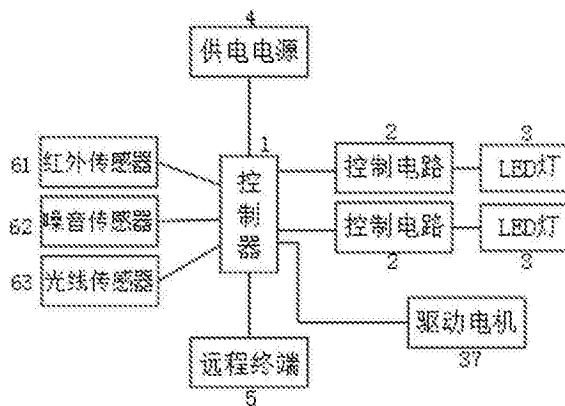 4
供电电源
1
控制器
61
红外传感器
62
噪音传感器
63
光线传感器
2
控制电路
3
LED灯
控制电路
2
LED灯
3
驱动电机
37
远程终端
5